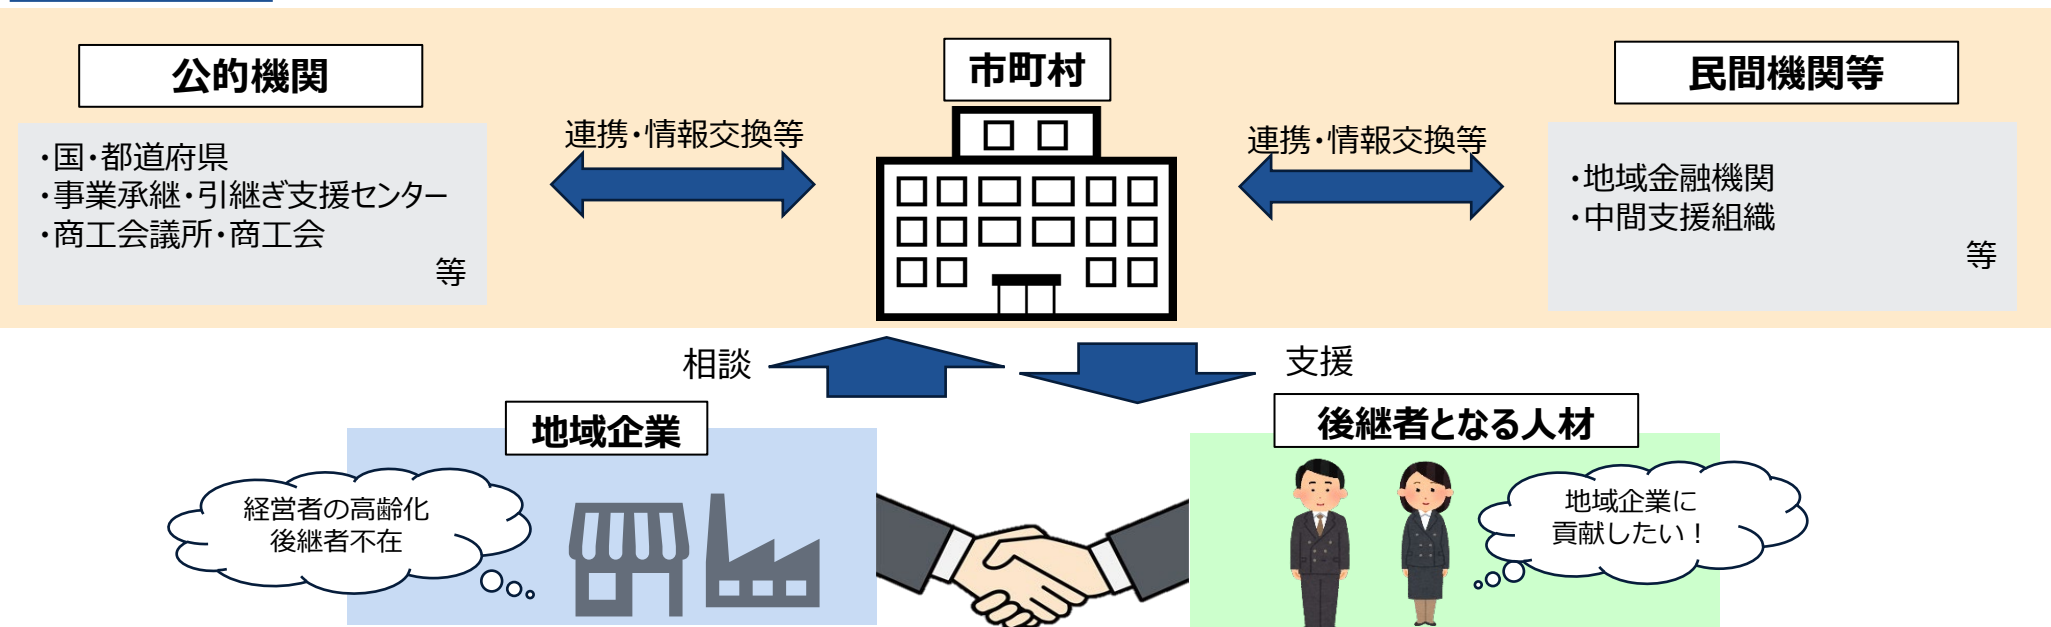 公的機関
市町村
民間機関等
連携・情報交換等
連携・情報交換等
・国・都道府県
・事業承継・引継ぎ支援センター
・商工会議所・商工会
等
・地域金融機関
・中間支援組織
等
相談
支援
地域企業
後継者となる人材
経営者の高齢化
後継者不在
地域企業に
貢献したい！